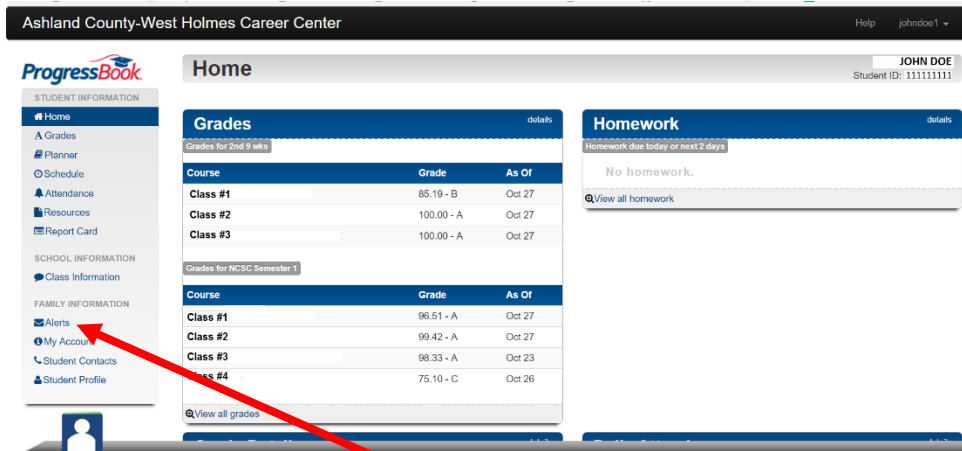 Ashland County-West Holmes Career Center
Help johndoe1
ProgressBook.
Home
JOHN DOE
Student ID: 111111111
STUDENT INFORMATION
Home
Grades
Planner
Schedule
Attendance
Resources
Report Card
SCHOOL INFORMATION
Class Information
FAMILY INFORMATION
Alerts
My Account
Student Contacts
Student Profile
Grades details
Grades for 2nd 9 wks
Course Grade As Of
Class #1 85.19 - B Oct 27
Class #2 100.00 - A Oct 27
Class #3 100.00 - A Oct 27
Grades for NCSC Semester 1
Course Grade As Of
Class #1 96.51 - A Oct 27
Class #2 99.42 - A Oct 27
Class #3 98.33 - A Oct 23
Class #4 75.10 - C Oct 26
View all grades
Homework details
Homework due today or next 2 days
No homework.
View all homework